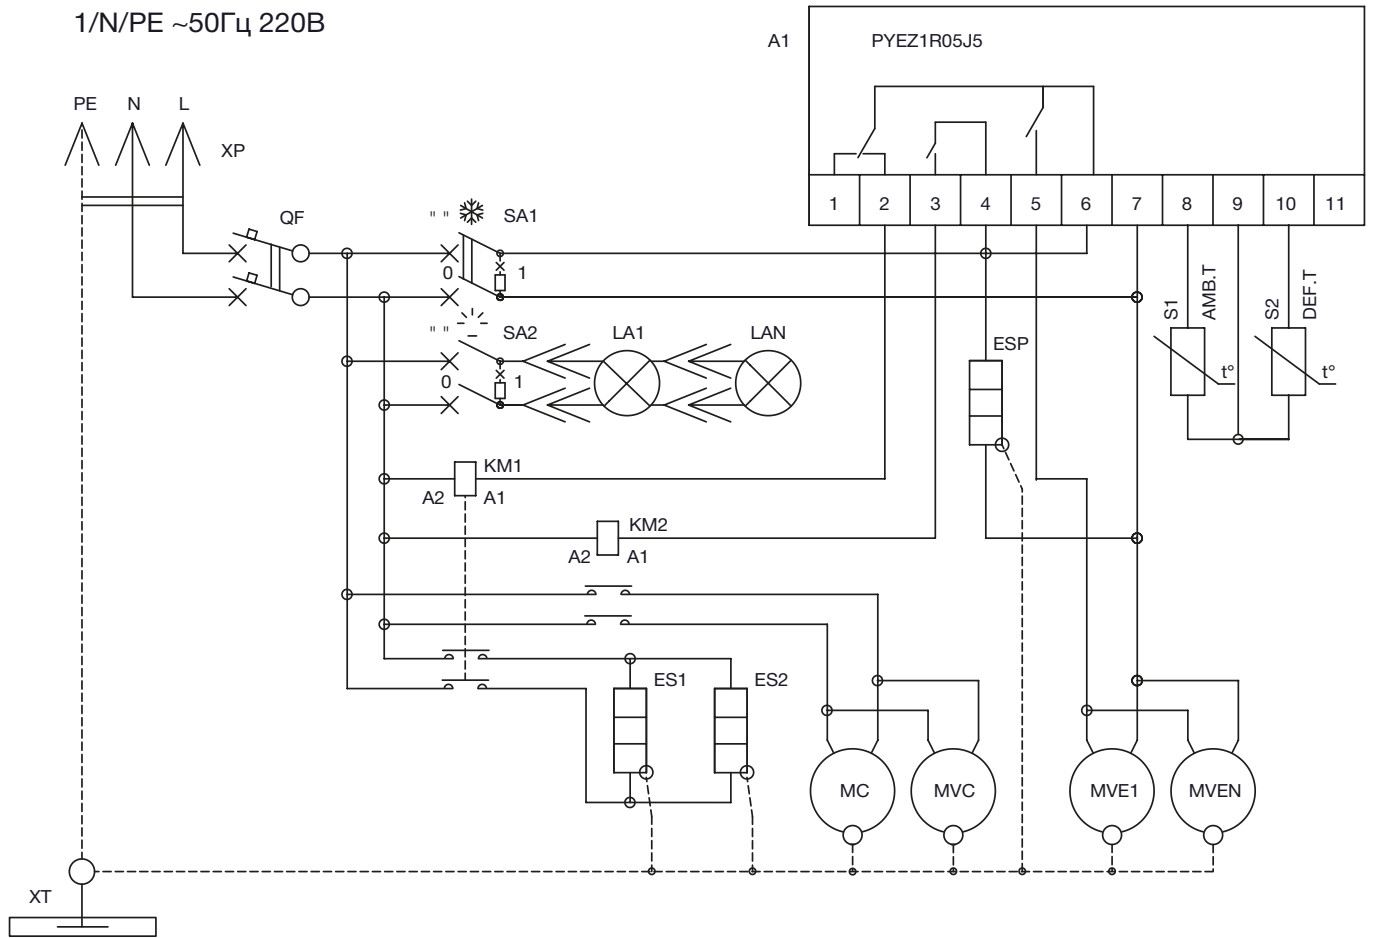 1/N/PE ~50Гц 220В
A1 PYEZ1R05J5
PE N L
XP
1 2 3 4 5 6 7 8 9 10 11
QF
" " SA1
0 1
" " SA2 LA1 LAN
0 1
ESP
S1 AMB.T
S2 DEF.T
t° t°
KM1
A2 A1
KM2
A2 A1
ES1 ES2
MC MVC MVE1 MVEN
XT